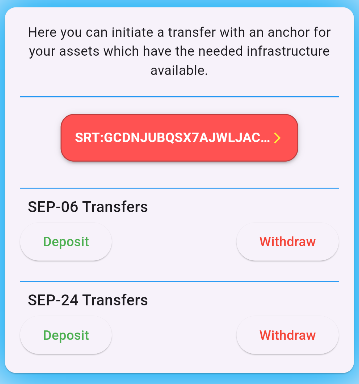 Here you can initiate a transfer with an anchor for
your assets which have the needed infrastructure
available.
SRT:GCDNJUBQSX7AJWLJAC...
SEP-06 Transfers
Deposit Withdraw
SEP-24 Transfers
Deposit Withdraw